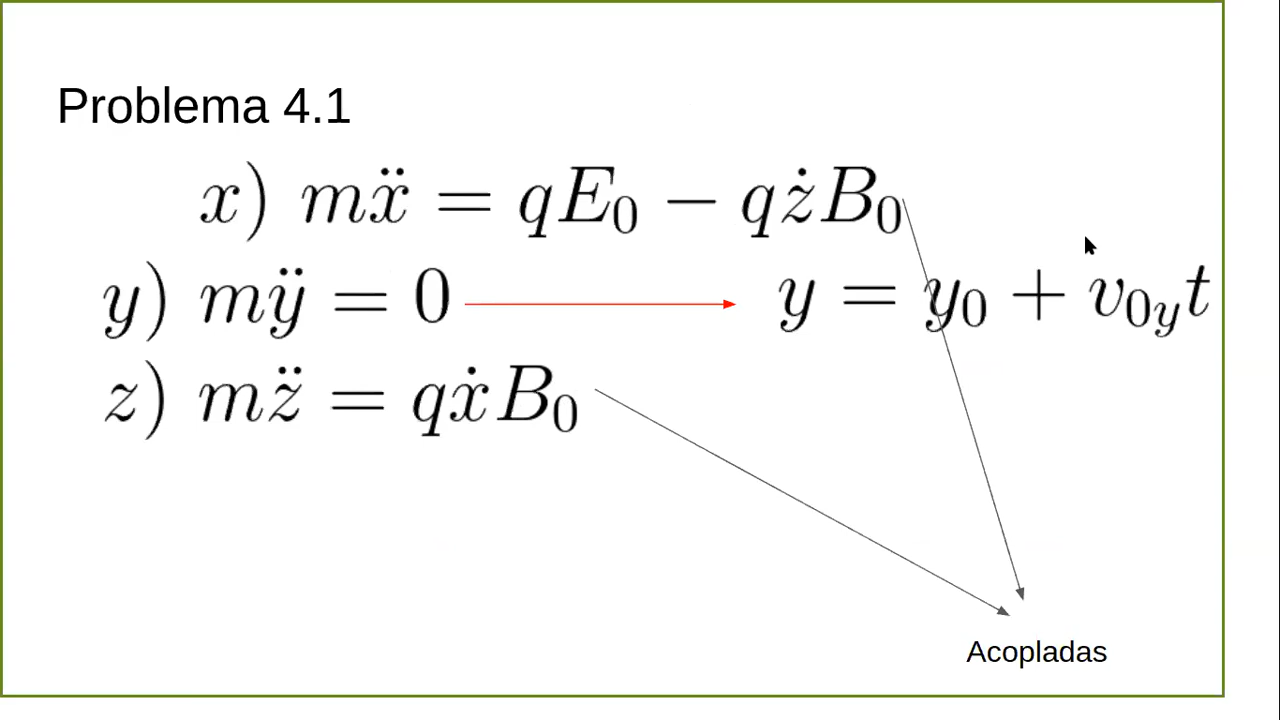 Problema 4.1
x) mẍ = qE₀ − qżB₀
y) mÿ = 0 y = y₀ + v₀ᵧt
z) mz̈ = qẋB₀
Acopladas